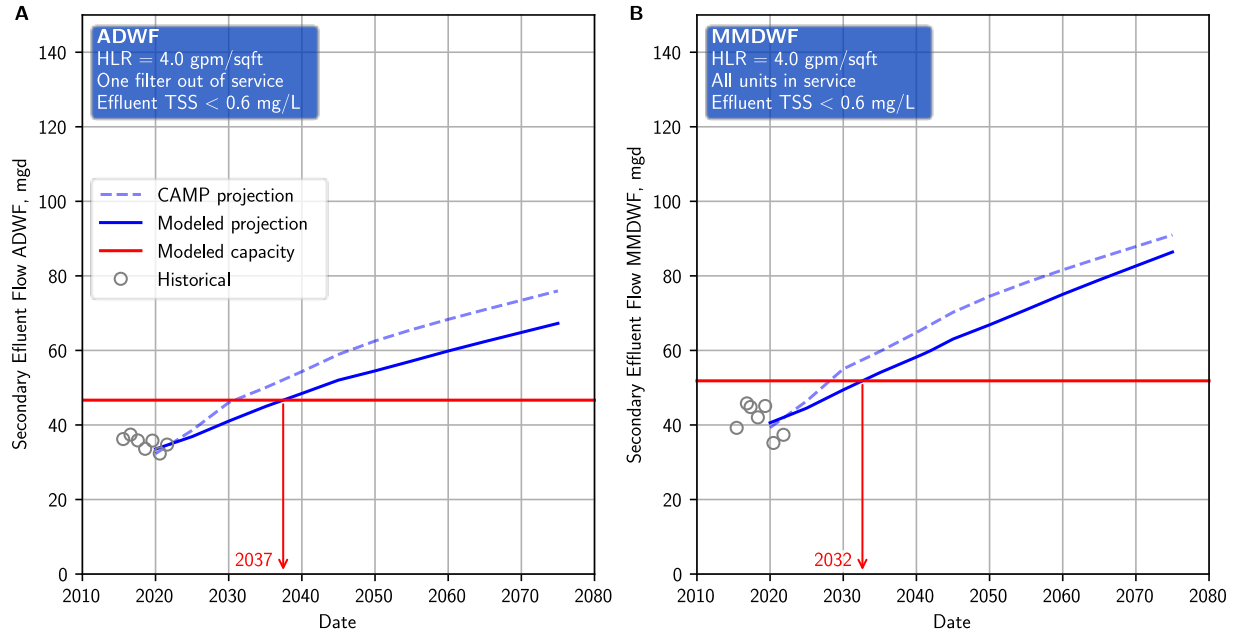 A
ADWF
HLR = 4.0 gpm/sqft
One filter out of service
Effluent TSS < 0.6 mg/L
CAMP projection
Modeled projection
Modeled capacity
Historical
2037
Secondary Effluent Flow ADWF, mgd
0
20
40
60
80
100
120
140
2010
2020
2030
2040
2050
2060
2070
2080
Date
B
MMDWF
HLR = 4.0 gpm/sqft
All units in service
Effluent TSS < 0.6 mg/L
2032
Secondary Effluent Flow MMDWF, mgd
0
20
40
60
80
100
120
140
2010
2020
2030
2040
2050
2060
2070
2080
Date